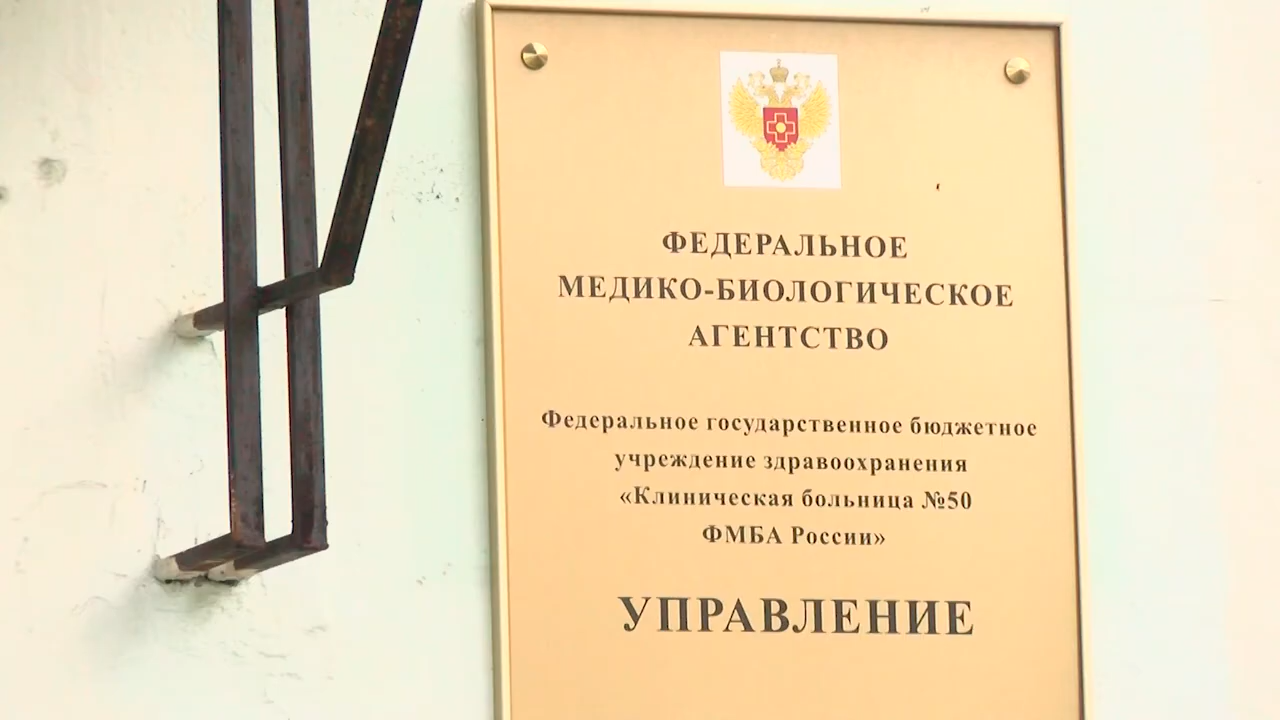 ФЕДЕРАЛЬНОЕ
МЕДИКО-БИОЛОГИЧЕСКОЕ
АГЕНТСТВО
Федеральное государственное бюджетное
учреждение здравоохранения
«Клиническая больница №50
ФМБА России»
УПРАВЛЕНИЕ